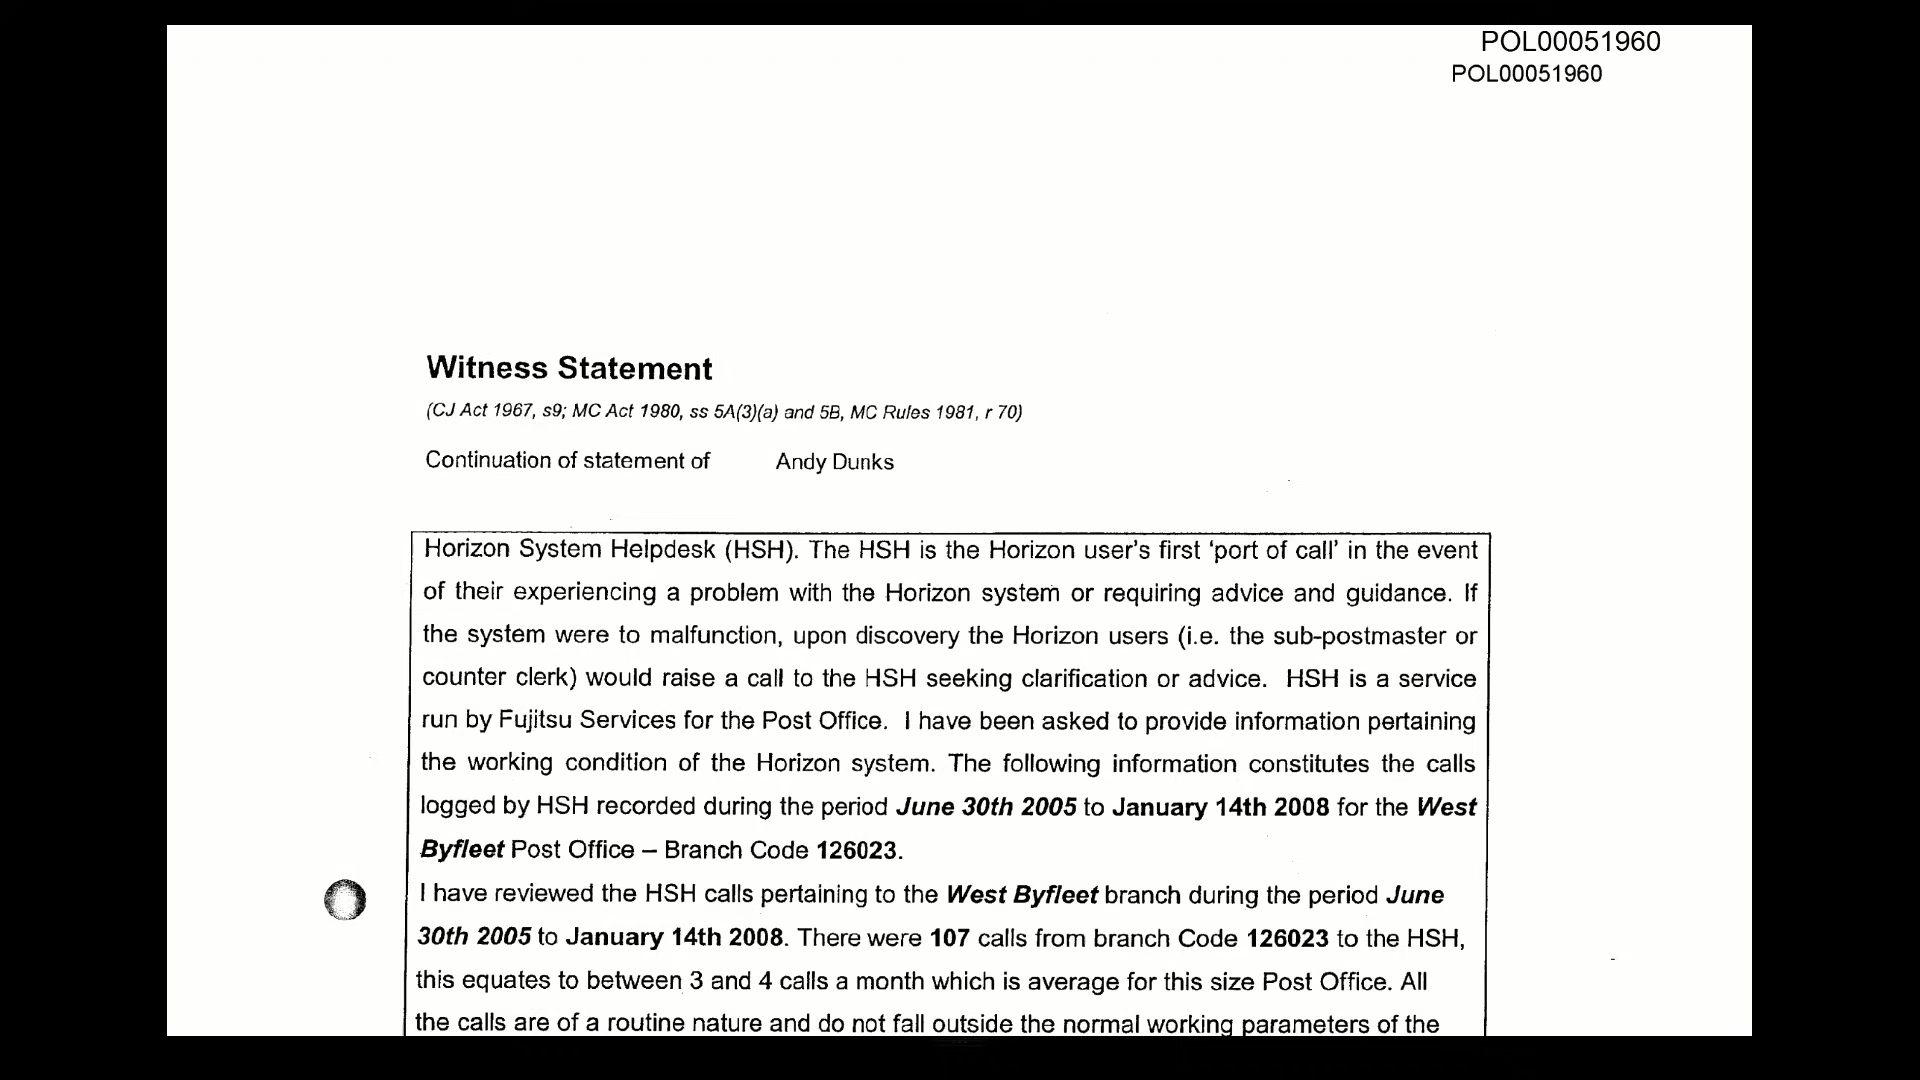 POL00051960
POL00051960
Witness Statement
(CJ Act 1967, s9; MC Act 1980, ss 5A(3)(a) and 5B, MC Rules 1981, r 70)
Continuation of statement of Andy Dunks
Horizon System Helpdesk (HSH). The HSH is the Horizon user's first 'port of call' in the event
of their experiencing a problem with the Horizon system or requiring advice and guidance. If
the system were to malfunction, upon discovery the Horizon users (i.e. the sub-postmaster or
counter clerk) would raise a call to the HSH seeking clarification or advice. HSH is a service
run by Fujitsu Services for the Post Office. I have been asked to provide information pertaining
the working condition of the Horizon system. The following information constitutes the calls
logged by HSH recorded during the period June 30th 2005 to January 14th 2008 for the West
Byfleet Post Office – Branch Code 126023.
I have reviewed the HSH calls pertaining to the West Byfleet branch during the period June
30th 2005 to January 14th 2008. There were 107 calls from branch Code 126023 to the HSH,
this equates to between 3 and 4 calls a month which is average for this size Post Office. All
the calls are of a routine nature and do not fall outside the normal working parameters of the